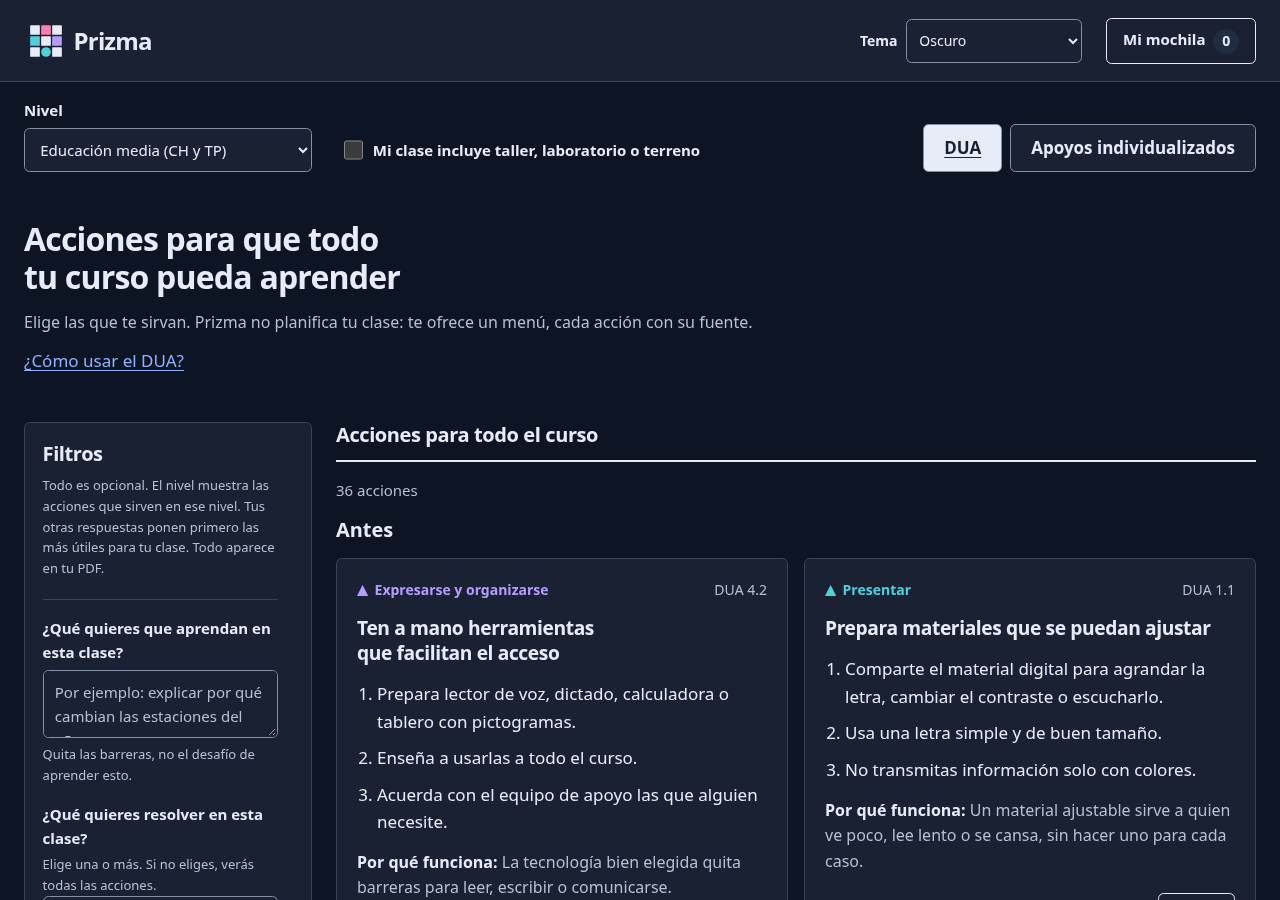 Prizma
Tema
Oscuro
Mi mochila 0
Nivel
Educación media (CH y TP)
Mi clase incluye taller, laboratorio o terreno
DUA
Apoyos individualizados
Acciones para que todo
tu curso pueda aprender
Elige las que te sirvan. Prizma no planifica tu clase: te ofrece un menú, cada acción con su fuente.
¿Cómo usar el DUA?
Filtros
Todo es opcional. El nivel muestra las
acciones que sirven en ese nivel. Tus
otras respuestas ponen primero las
más útiles para tu clase. Todo aparece
en tu PDF.
¿Qué quieres que aprendan en
esta clase?
Por ejemplo: explicar por qué
cambian las estaciones del
Quita las barreras, no el desafío de
aprender esto.
¿Qué quieres resolver en esta
clase?
Elige una o más. Si no eliges, verás
todas las acciones.
Acciones para todo el curso
36 acciones
Antes
Expresarse y organizarse
DUA 4.2
Ten a mano herramientas
que facilitan el acceso
1. Prepara lector de voz, dictado, calculadora o
tablero con pictogramas.
2. Enseña a usarlas a todo el curso.
3. Acuerda con el equipo de apoyo las que alguien
necesite.
Por qué funciona: La tecnología bien elegida quita
barreras para leer, escribir o comunicarse.
Presentar
DUA 1.1
Prepara materiales que se puedan ajustar
1. Comparte el material digital para agrandar la
letra, cambiar el contraste o escucharlo.
2. Usa una letra simple y de buen tamaño.
3. No transmitas información solo con colores.
Por qué funciona: Un material ajustable sirve a quien
ve poco, lee lento o se cansa, sin hacer uno para cada
caso.